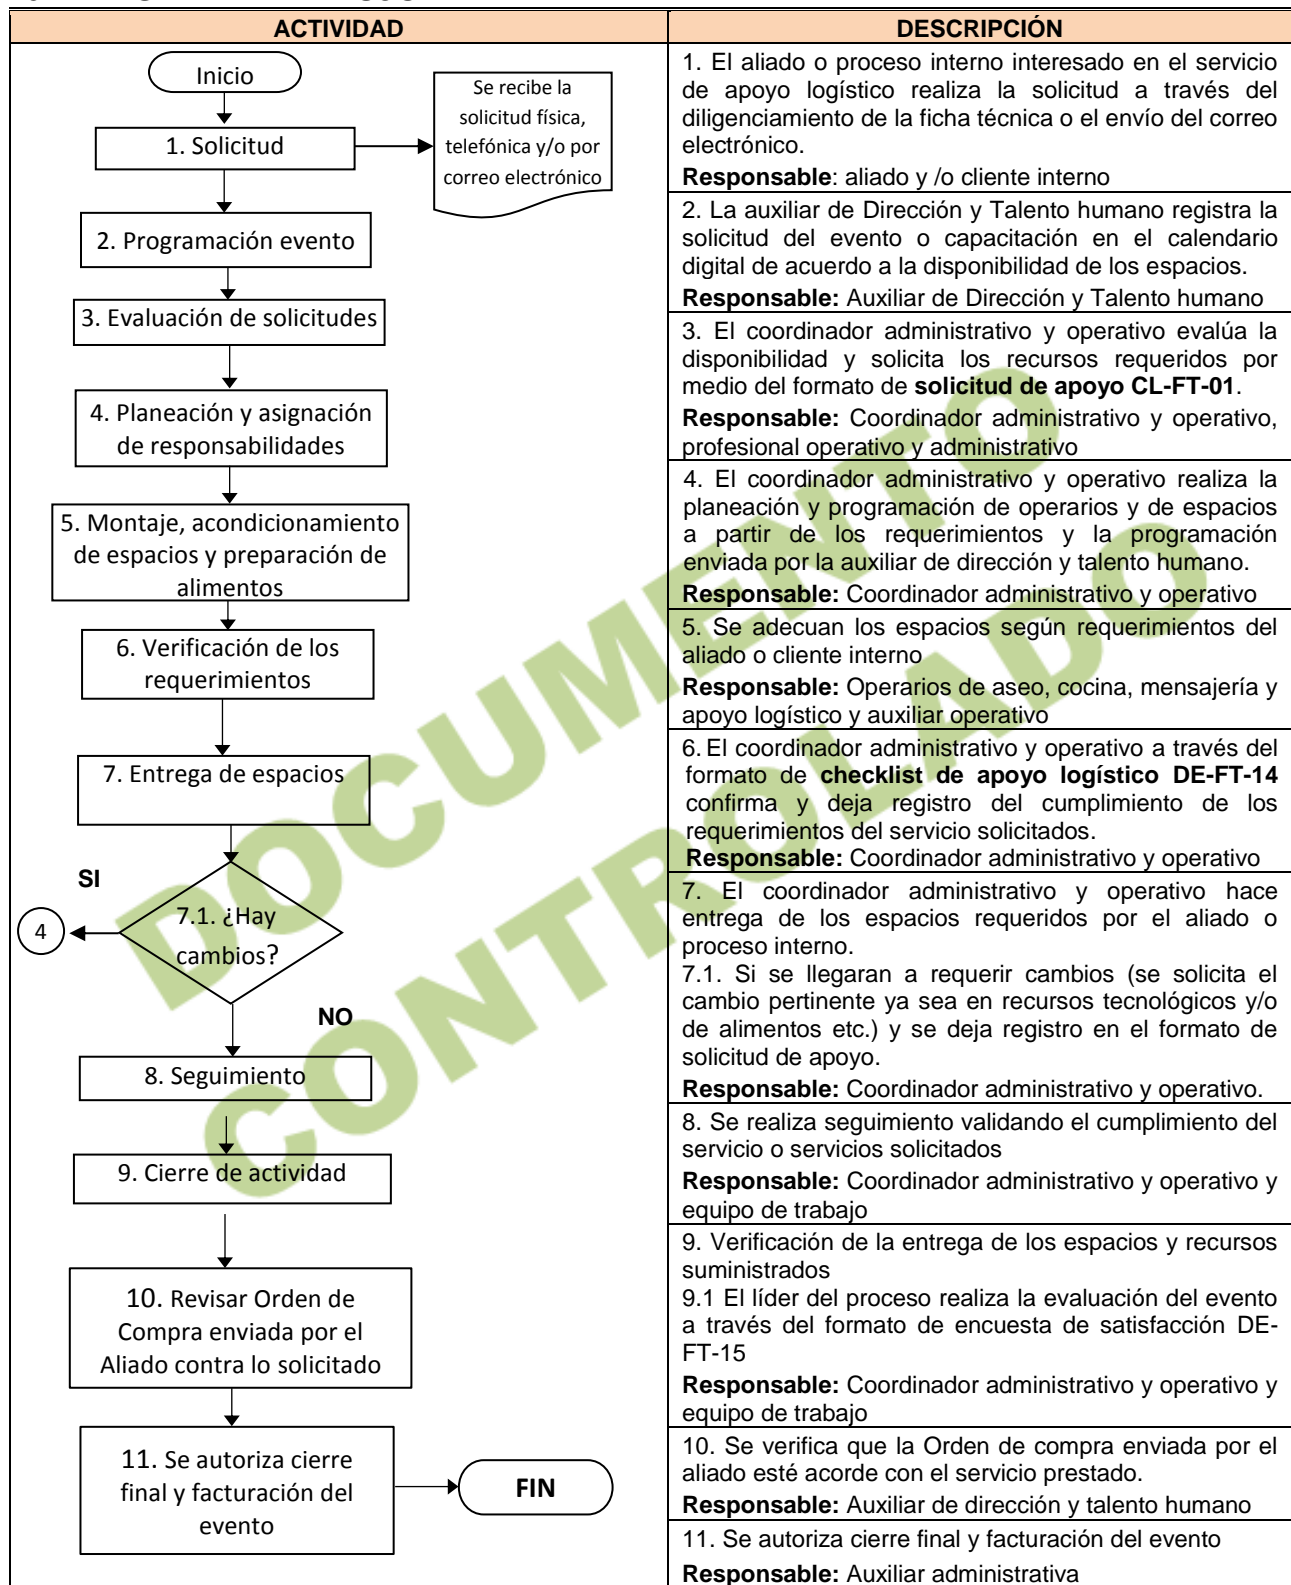 ACTIVIDAD
DESCRIPCIÓN
Inicio
Se recibe la
solicitud física,
telefónica y/o por
correo electrónico
1. Solicitud
2. Programación evento
3. Evaluación de solicitudes
4. Planeación y asignación
de responsabilidades
5. Montaje, acondicionamiento
de espacios y preparación de
alimentos
6. Verificación de los
requerimientos
7. Entrega de espacios
SI
7.1. ¿Hay
cambios?
4
NO
8. Seguimiento
9. Cierre de actividad
10. Revisar Orden de
Compra enviada por el
Aliado contra lo solicitado
11. Se autoriza cierre
final y facturación del
evento
FIN
1. El aliado o proceso interno interesado en el servicio
de apoyo logístico realiza la solicitud a través del
diligenciamiento de la ficha técnica o el envío del correo
electrónico.
Responsable: aliado y /o cliente interno
2. La auxiliar de Dirección y Talento humano registra la
solicitud del evento o capacitación en el calendario
digital de acuerdo a la disponibilidad de los espacios.
Responsable: Auxiliar de Dirección y Talento humano
3. El coordinador administrativo y operativo evalúa la
disponibilidad y solicita los recursos requeridos por
medio del formato de solicitud de apoyo CL-FT-01.
Responsable: Coordinador administrativo y operativo,
profesional operativo y administrativo
4. El coordinador administrativo y operativo realiza la
planeación y programación de operarios y de espacios
a partir de los requerimientos y la programación
enviada por la auxiliar de dirección y talento humano.
Responsable: Coordinador administrativo y operativo
5. Se adecuan los espacios según requerimientos del
aliado o cliente interno
Responsable: Operarios de aseo, cocina, mensajería y
apoyo logístico y auxiliar operativo
6. El coordinador administrativo y operativo a través del
formato de checklist de apoyo logístico DE-FT-14
confirma y deja registro del cumplimiento de los
requerimientos del servicio solicitados.
Responsable: Coordinador administrativo y operativo
7. El coordinador administrativo y operativo hace
entrega de los espacios requeridos por el aliado o
proceso interno.
7.1. Si se llegaran a requerir cambios (se solicita el
cambio pertinente ya sea en recursos tecnológicos y/o
de alimentos etc.) y se deja registro en el formato de
solicitud de apoyo.
Responsable: Coordinador administrativo y operativo.
8. Se realiza seguimiento validando el cumplimiento del
servicio o servicios solicitados
Responsable: Coordinador administrativo y operativo y
equipo de trabajo
9. Verificación de la entrega de los espacios y recursos
suministrados
9.1 El líder del proceso realiza la evaluación del evento
a través del formato de encuesta de satisfacción DE-
FT-15
Responsable: Coordinador administrativo y operativo y
equipo de trabajo
10. Se verifica que la Orden de compra enviada por el
aliado esté acorde con el servicio prestado.
Responsable: Auxiliar de dirección y talento humano
11. Se autoriza cierre final y facturación del evento
Responsable: Auxiliar administrativa
DOCUMENTO
CONTROLADO